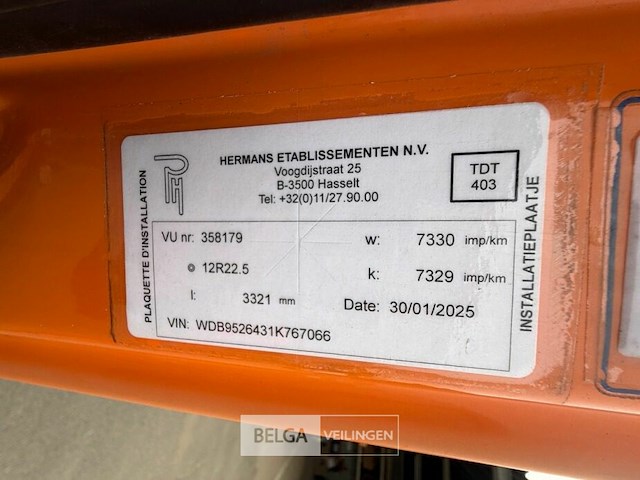 HERMANS ETABLISSEMENTEN N.V.
Voogdijstraat 25
B-3500 Hasselt
Tel: +32(0)11/27.90.00
TDT
403
PLAQUETTE D'INSTALLATION
VU nr: 358179
12R22.5
l: 3321 mm
VIN: WDB9526431K767066
w: 7330 imp/km
k: 7329 imp/km
Date: 30/01/2025
INSTALLATIEPLAATJE
BELGA VEILINGEN